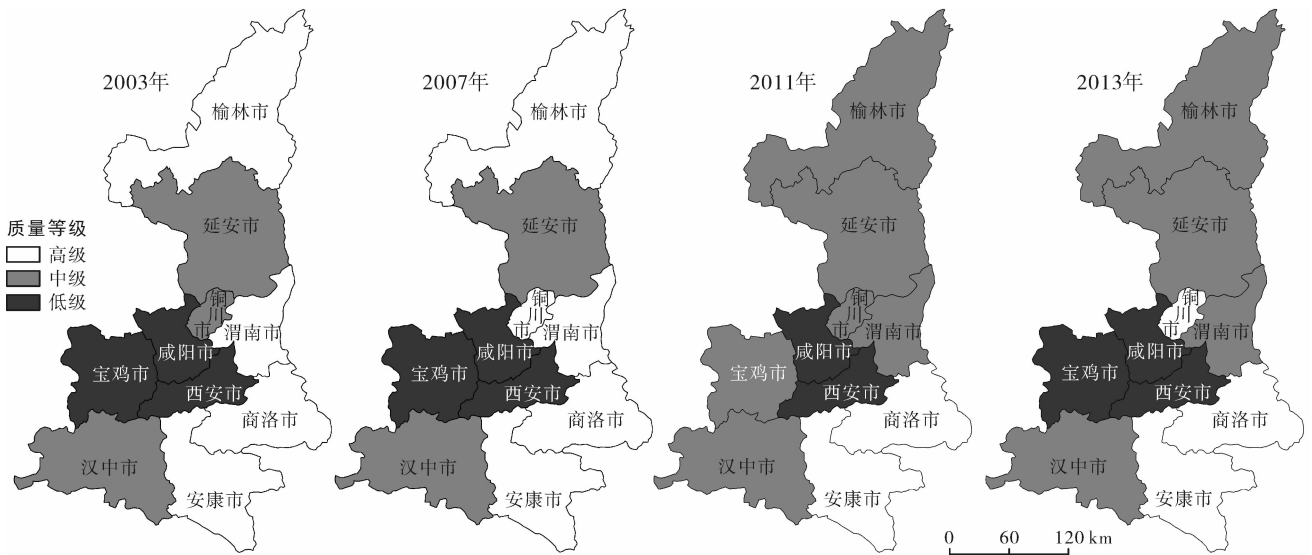 2003年
榆林市
延安市
铜川市
渭南市
咸阳市
宝鸡市
西安市
商洛市
汉中市
安康市
质量等级
高级
中级
低级
2007年
榆林市
延安市
铜川市
渭南市
咸阳市
宝鸡市
西安市
商洛市
汉中市
安康市
2011年
榆林市
延安市
铜川市
渭南市
咸阳市
宝鸡市
西安市
商洛市
汉中市
安康市
2013年
榆林市
延安市
铜川市
渭南市
咸阳市
宝鸡市
西安市
商洛市
汉中市
安康市
0 60 120 km